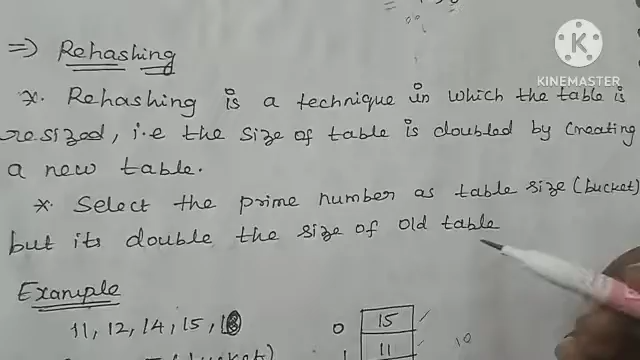 ⇒ Rehashing
K
KINEMASTER
* Rehashing is a technique in which the table is
resized, i.e the size of table is doubled by creating
a new table.
* Select the prime number as table size (bucket)
but its double the size of old table
Example
11, 12, 14, 15,
0 15
1 11
10